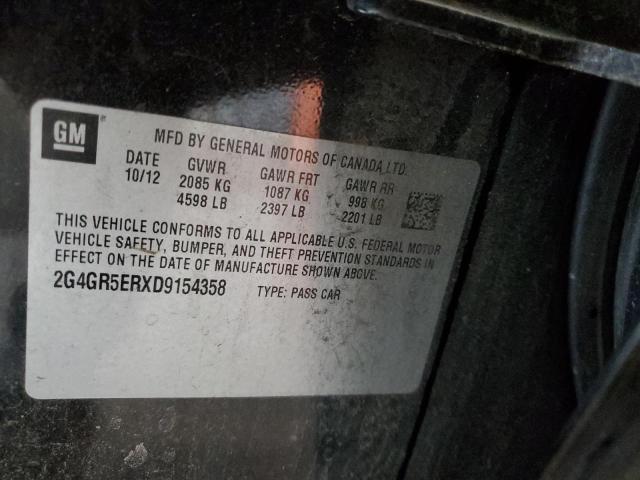 GM
MFD BY GENERAL MOTORS OF CANADA LTD.
DATE GVWR GAWR FRT GAWR RR
10/12 2085 KG 1087 KG 998 KG
4598 LB 2397 LB 2201 LB
THIS VEHICLE CONFORMS TO ALL APPLICABLE U.S. FEDERAL MOTOR
VEHICLE SAFETY, BUMPER, AND THEFT PREVENTION STANDARDS IN
EFFECT ON THE DATE OF MANUFACTURE SHOWN ABOVE.
2G4GR5ERXD9154358 TYPE: PASS CAR